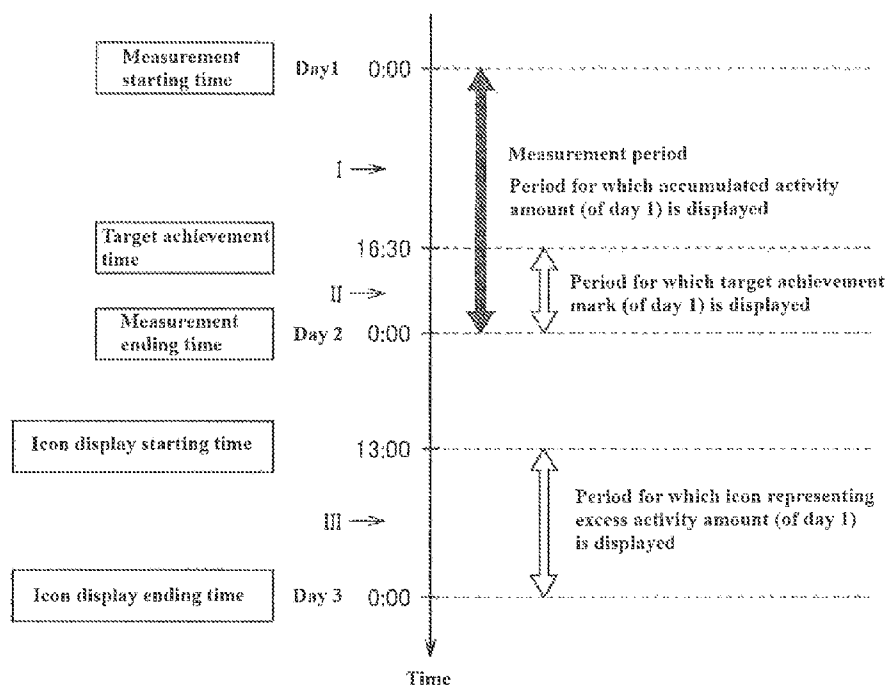 Measurement
starting time
Day1
0:00
I
Measurement period
Period for which accumulated activity
amount (of day 1) is displayed
Target achievement
time
16:30
II
Period for which target achievement
mark (of day 1) is displayed
Measurement
ending time
Day 2
0:00
Icon display starting time
13:00
III
Period for which icon representing
excess activity amount (of day 1)
is displayed
Icon display ending time
Day 3
0:00
Time